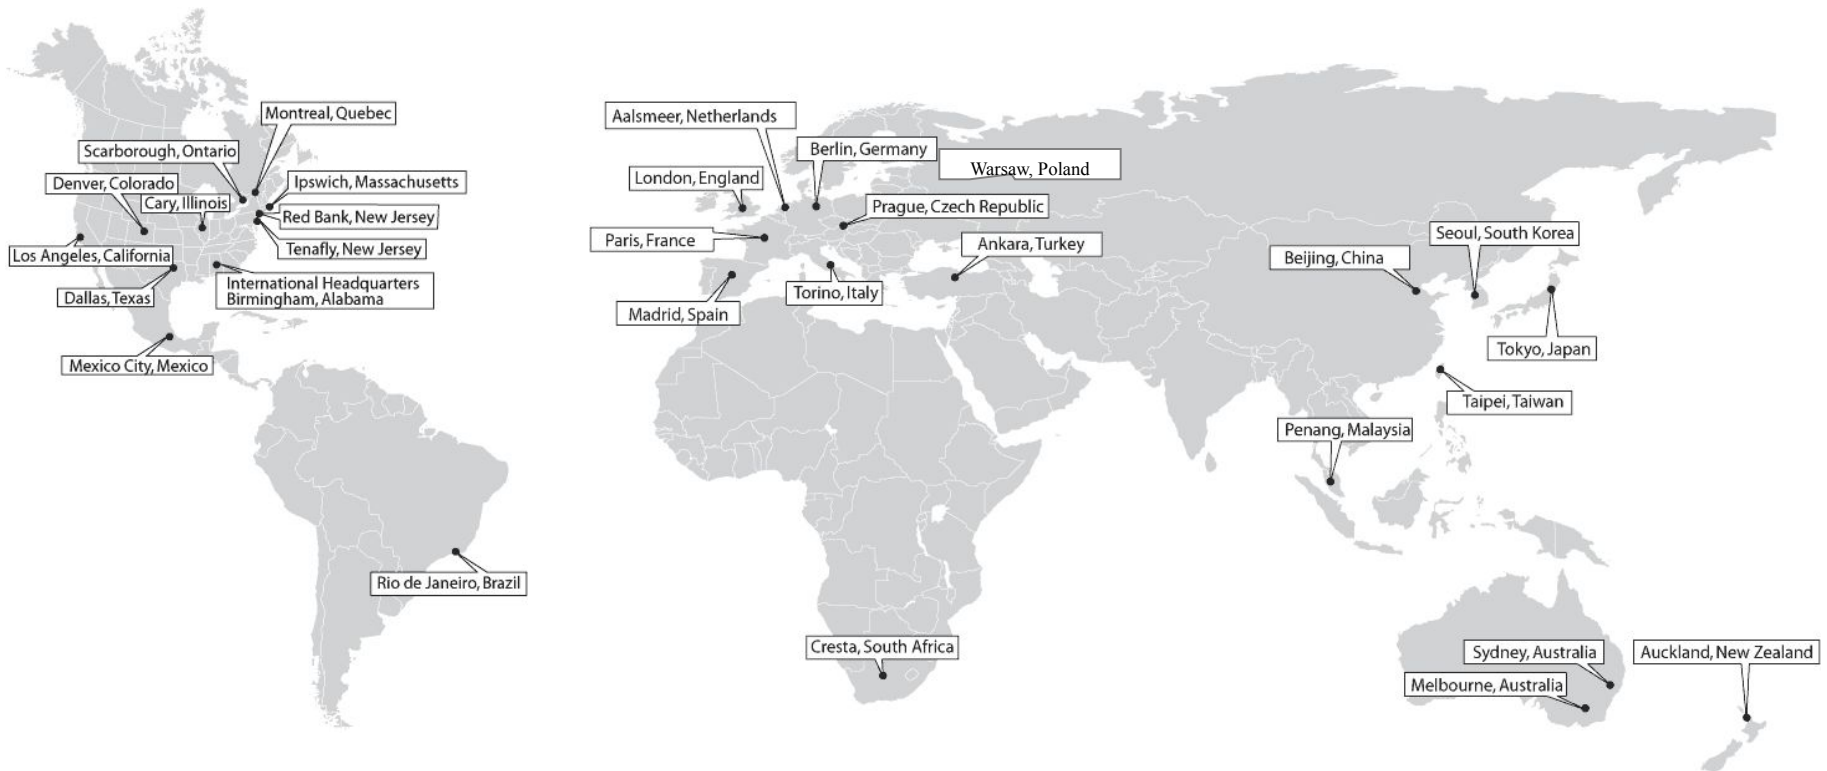 Montreal, Quebec
Scarborough, Ontario
Denver, Colorado
Cary, Illinois
Ipswich, Massachusetts
Red Bank, New Jersey
Tenafly, New Jersey
Los Angeles, California
International Headquarters
Birmingham, Alabama
Dallas, Texas
Mexico City, Mexico
Rio de Janeiro, Brazil
Aalsmeer, Netherlands
Berlin, Germany
Warsaw, Poland
London, England
Prague, Czech Republic
Paris, France
Ankara, Turkey
Torino, Italy
Madrid, Spain
Cresta, South Africa
Seoul, South Korea
Beijing, China
Tokyo, Japan
Taipei, Taiwan
Penang, Malaysia
Sydney, Australia
Auckland, New Zealand
Melbourne, Australia